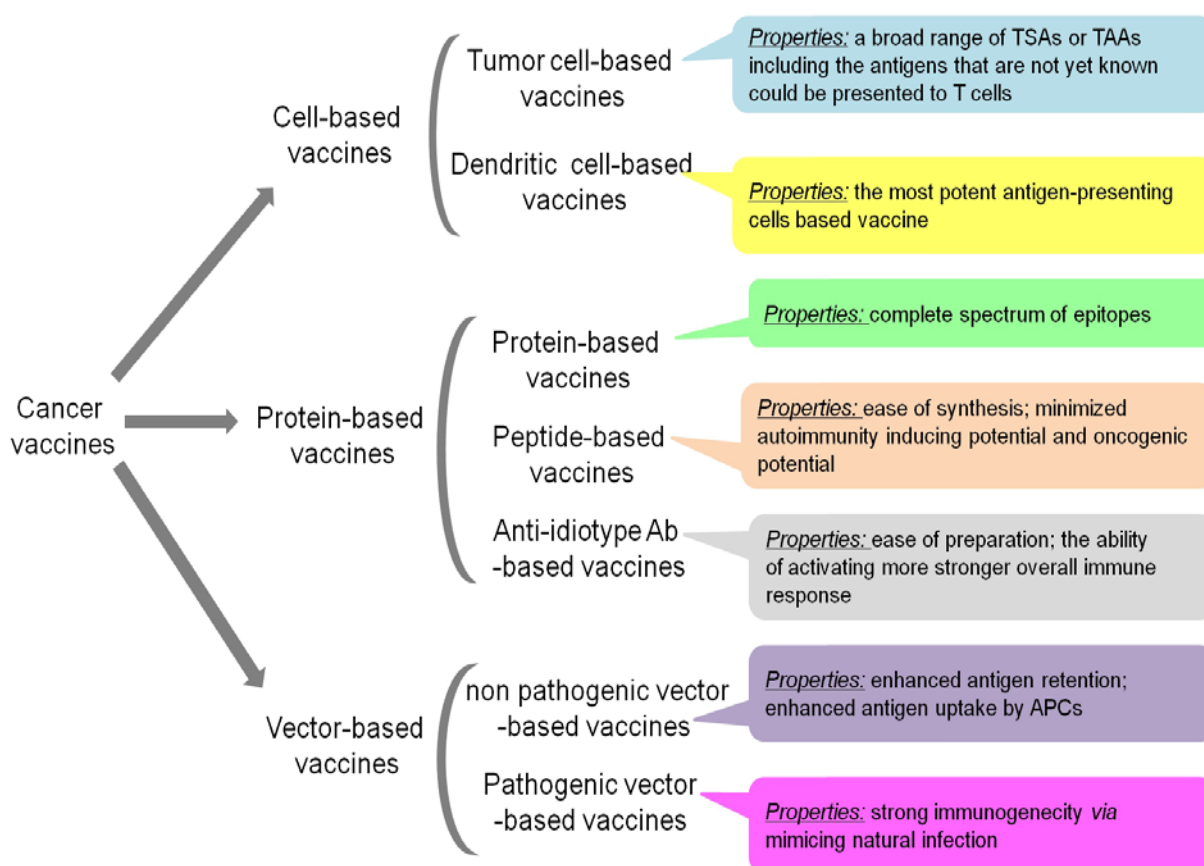 Cancer
vaccines
Cell-based
vaccines
Tumor cell-based
vaccines
Properties: a broad range of TSAs or TAAs
including the antigens that are not yet known
could be presented to T cells
Dendritic cell-based
vaccines
Properties: the most potent antigen-presenting
cells based vaccine
Protein-based
vaccines
Protein-based
vaccines
Properties: complete spectrum of epitopes
Peptide-based
vaccines
Properties: ease of synthesis; minimized
autoimmunity inducing potential and oncogenic
potential
Anti-idiotype Ab
-based vaccines
Properties: ease of preparation; the ability
of activating more stronger overall immune
response
Vector-based
vaccines
non pathogenic vector
-based vaccines
Properties: enhanced antigen retention;
enhanced antigen uptake by APCs
Pathogenic vector
-based vaccines
Properties: strong immunogenecity via
mimicing natural infection